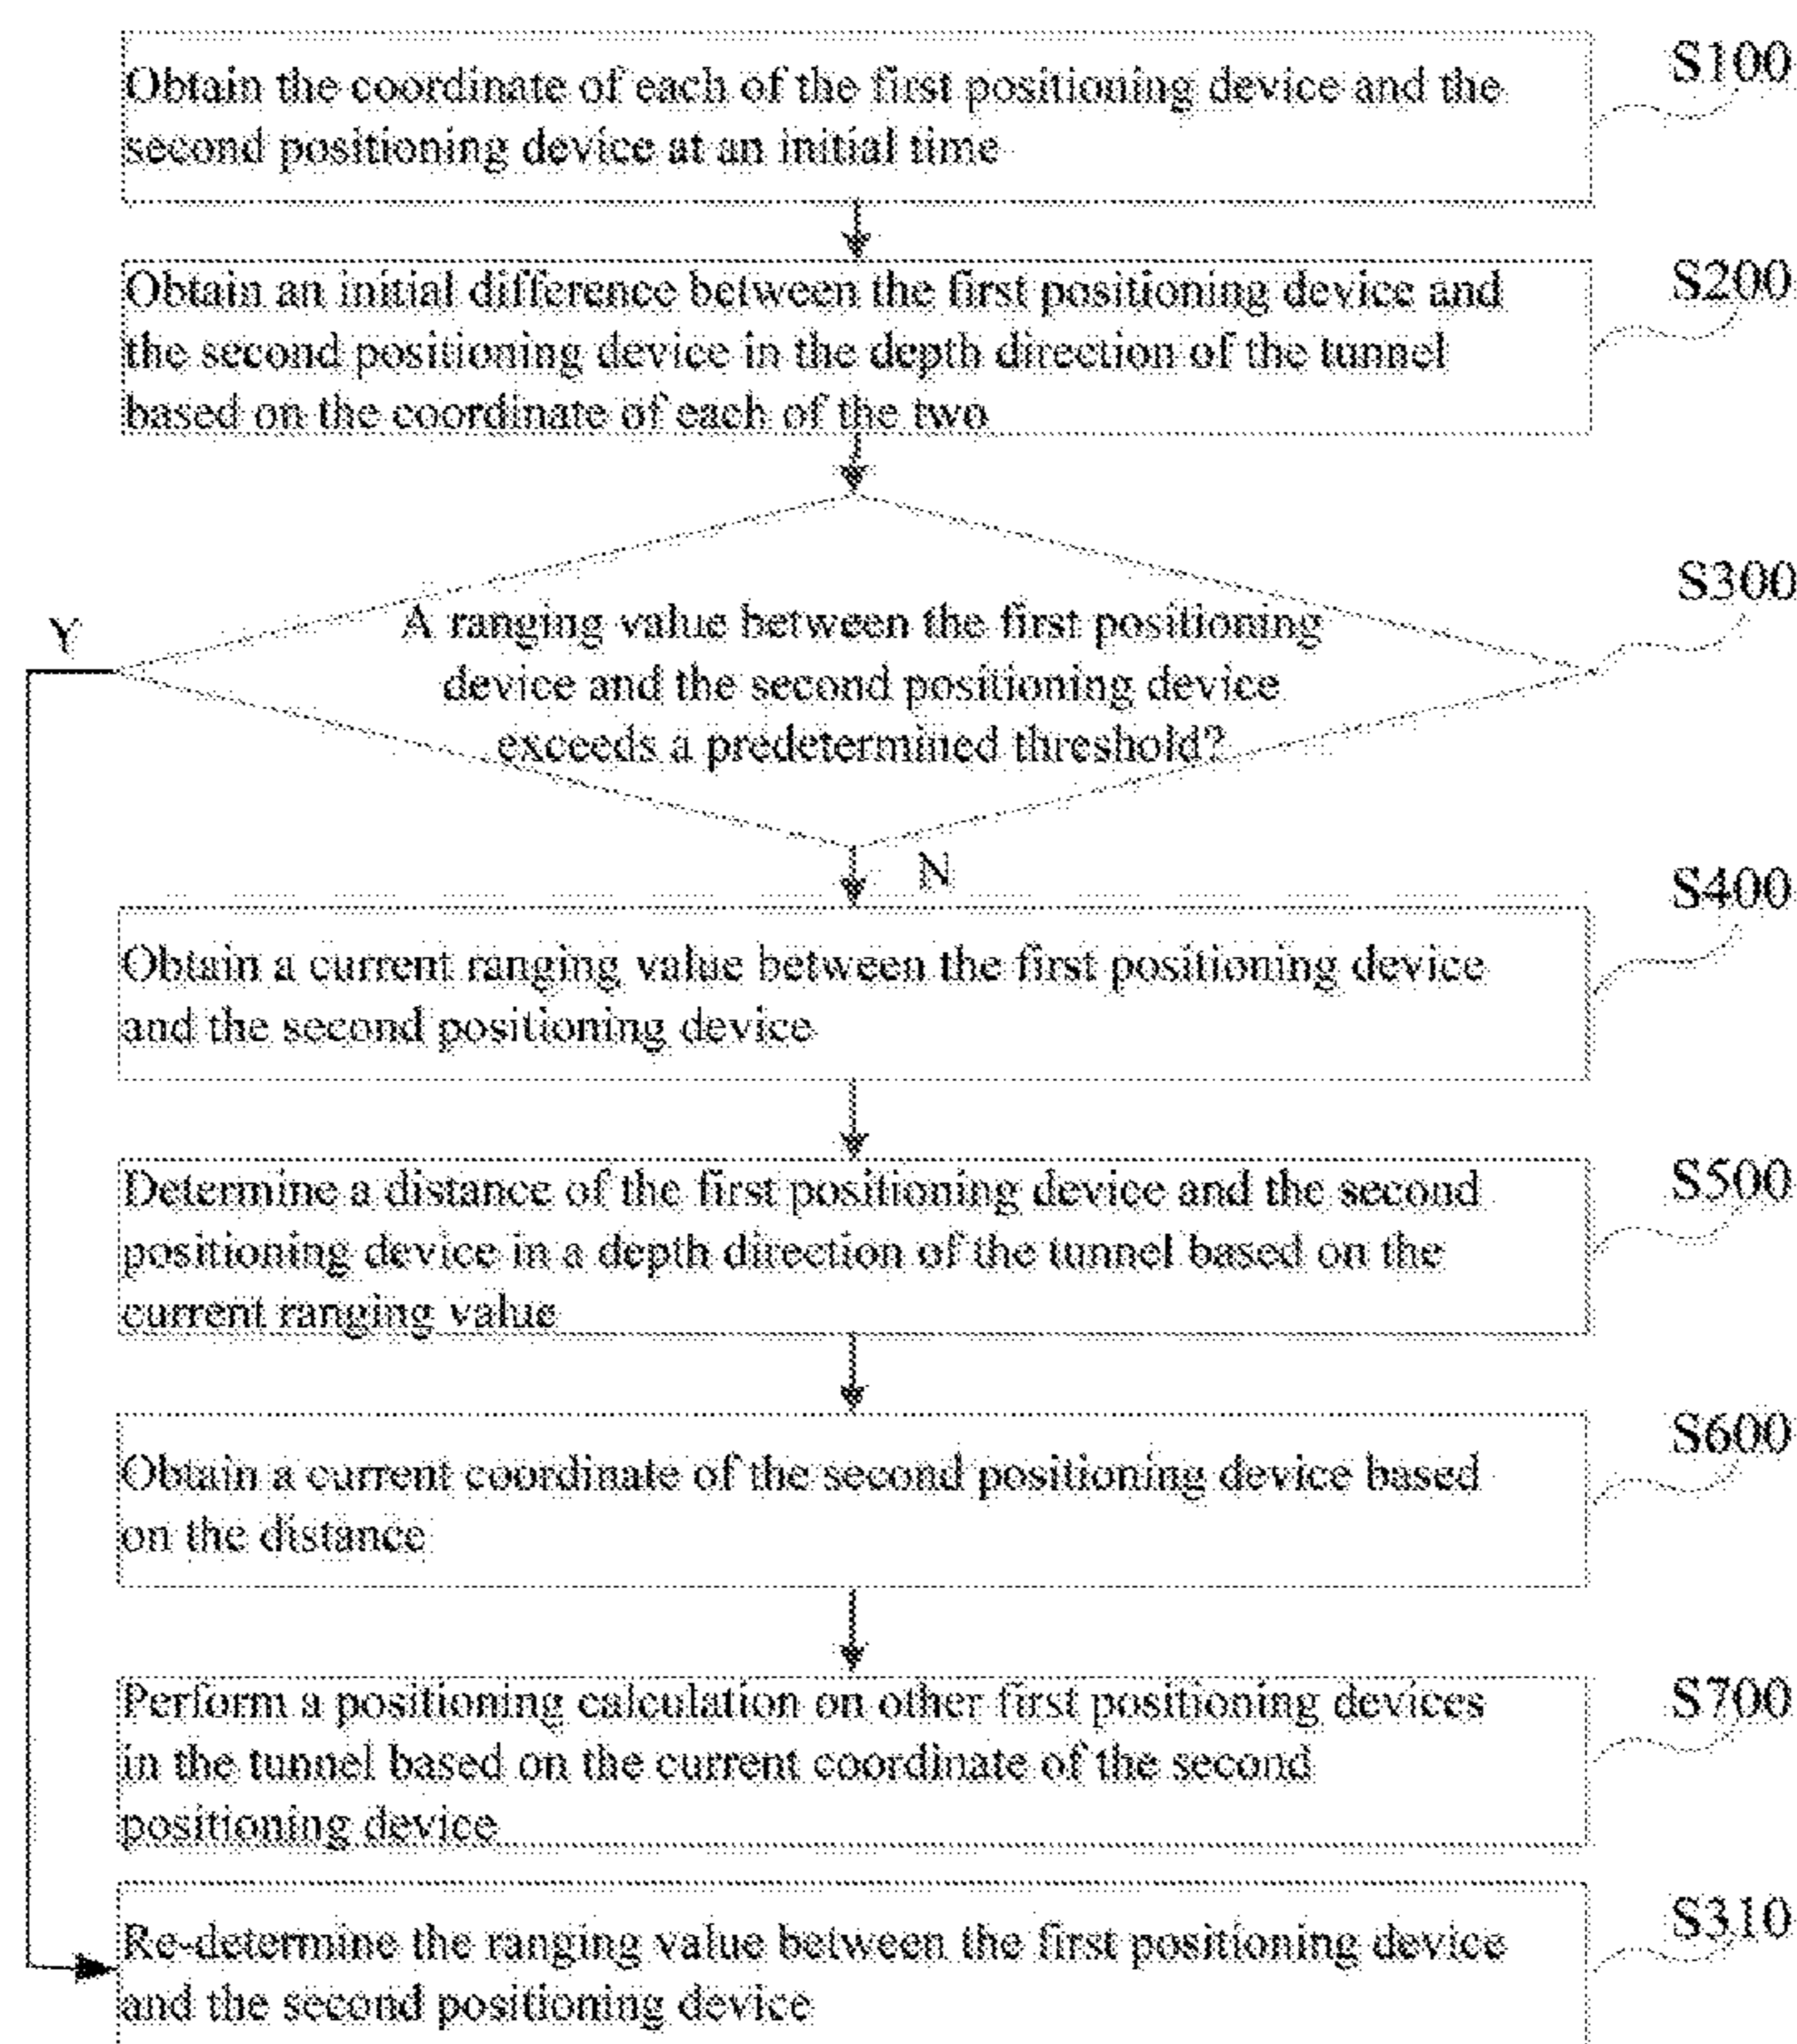 Obtain the coordinate of each of the first positioning device and the
second positioning device at an initial time
S100
Obtain an initial difference between the first positioning device and
the second positioning device in the depth direction of the tunnel
based on the coordinate of each of the two
S200
A ranging value between the first positioning
device and the second positioning device
exceeds a predetermined threshold?
S300
Y
N
Obtain a current ranging value between the first positioning device
and the second positioning device
S400
Determine a distance of the first positioning device and the second
positioning device in a depth direction of the tunnel based on the
current ranging value
S500
Obtain a current coordinate of the second positioning device based
on the distance
S600
Perform a positioning calculation on other first positioning devices
in the tunnel based on the current coordinate of the second
positioning device
S700
Re-determine the ranging value between the first positioning device
and the second positioning device
S310